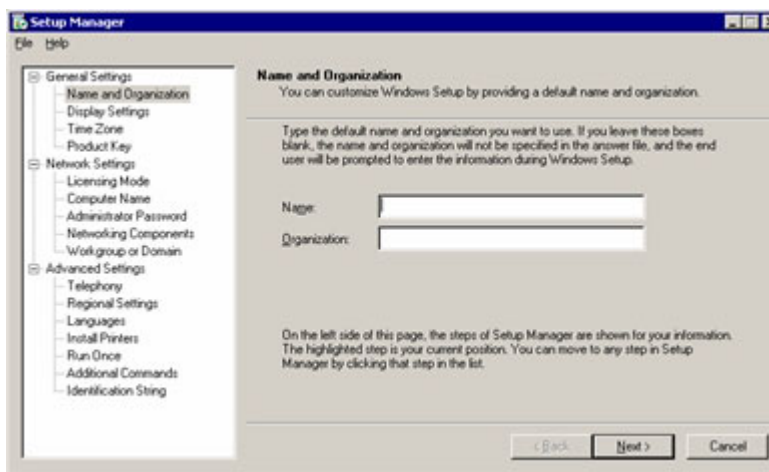 Setup Manager
File Help
General Settings
Name and Organization
Display Settings
Time Zone
Product Key
Network Settings
Licensing Mode
Computer Name
Administrator Password
Networking Components
Workgroup or Domain
Advanced Settings
Telephony
Regional Settings
Languages
Install Printers
Run Once
Additional Commands
Identification String
Name and Organization
You can customize Windows Setup by providing a default name and organization.
Type the default name and organization you want to use. If you leave these boxes
blank, the name and organization will not be specified in the answer file, and the end
user will be prompted to enter the information during Windows Setup.
Name:
Organization:
On the left side of this page, the steps of Setup Manager are shown for your information.
The highlighted step is your current position. You can move to any step in Setup
Manager by clicking that step in the list.
< Back Next > Cancel